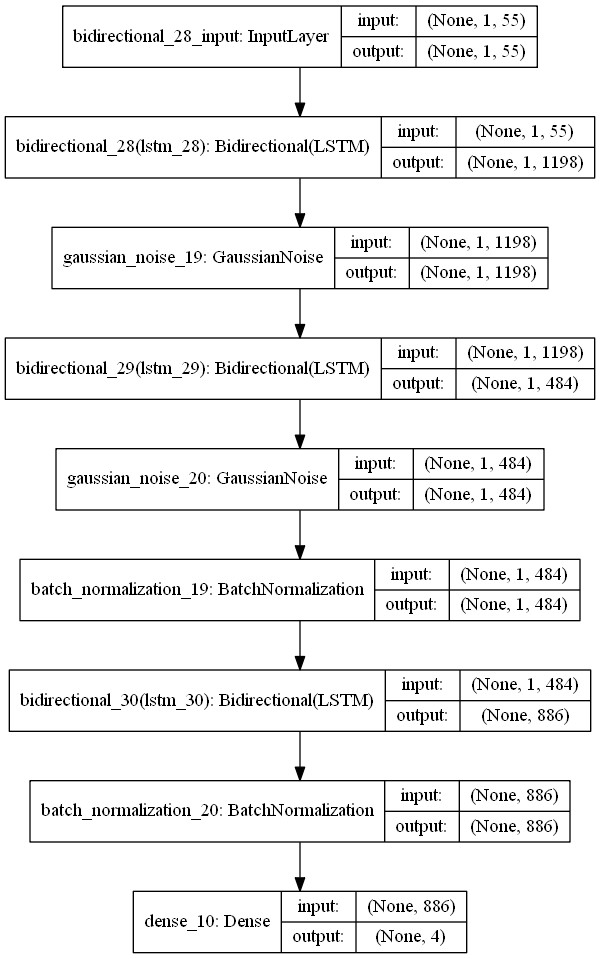 bidirectional_28_input: InputLayer
input: (None, 1, 55)
output: (None, 1, 55)
bidirectional_28(lstm_28): Bidirectional(LSTM)
input: (None, 1, 55)
output: (None, 1, 1198)
gaussian_noise_19: GaussianNoise
input: (None, 1, 1198)
output: (None, 1, 1198)
bidirectional_29(lstm_29): Bidirectional(LSTM)
input: (None, 1, 1198)
output: (None, 1, 484)
gaussian_noise_20: GaussianNoise
input: (None, 1, 484)
output: (None, 1, 484)
batch_normalization_19: BatchNormalization
input: (None, 1, 484)
output: (None, 1, 484)
bidirectional_30(lstm_30): Bidirectional(LSTM)
input: (None, 1, 484)
output: (None, 886)
batch_normalization_20: BatchNormalization
input: (None, 886)
output: (None, 886)
dense_10: Dense
input: (None, 886)
output: (None, 4)